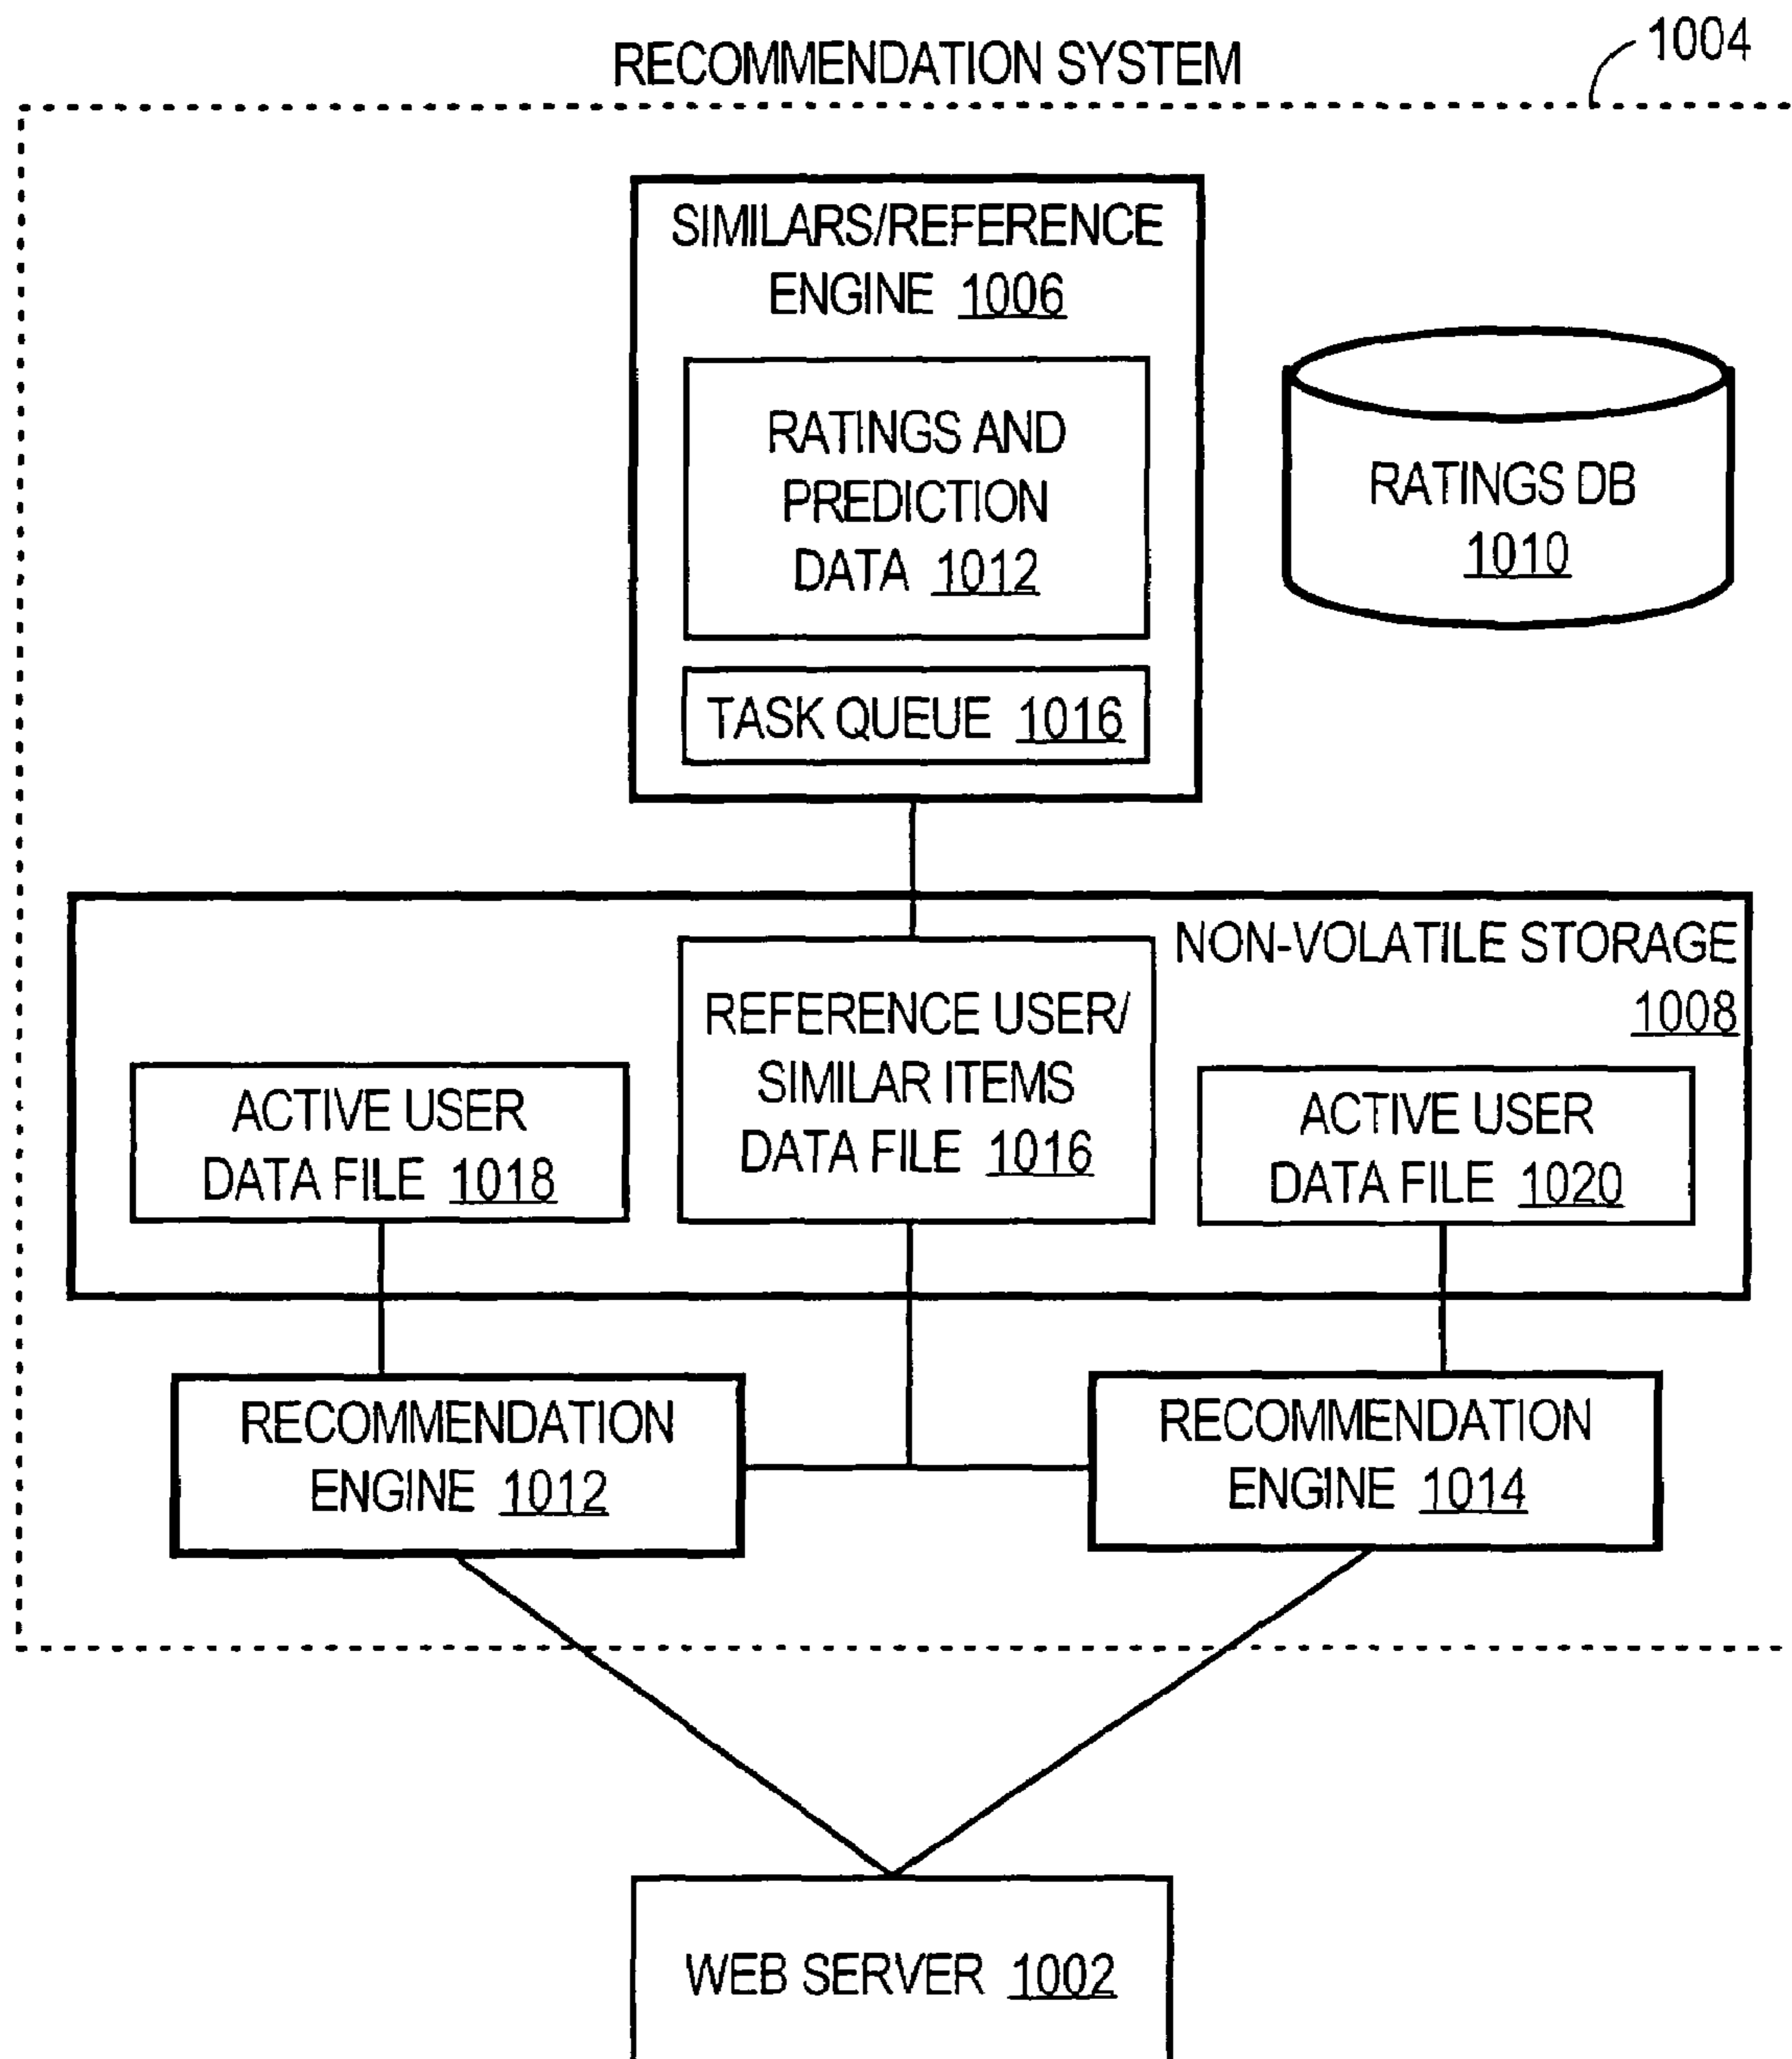 RECOMMENDATION SYSTEM
1004
SIMILARS/REFERENCE
ENGINE 1006
RATINGS AND
PREDICTION
DATA 1012
TASK QUEUE 1016
RATINGS DB
1010
NON-VOLATILE STORAGE
1008
ACTIVE USER
DATA FILE 1018
REFERENCE USER/
SIMILAR ITEMS
DATA FILE 1016
ACTIVE USER
DATA FILE 1020
RECOMMENDATION
ENGINE 1012
RECOMMENDATION
ENGINE 1014
WEB SERVER 1002